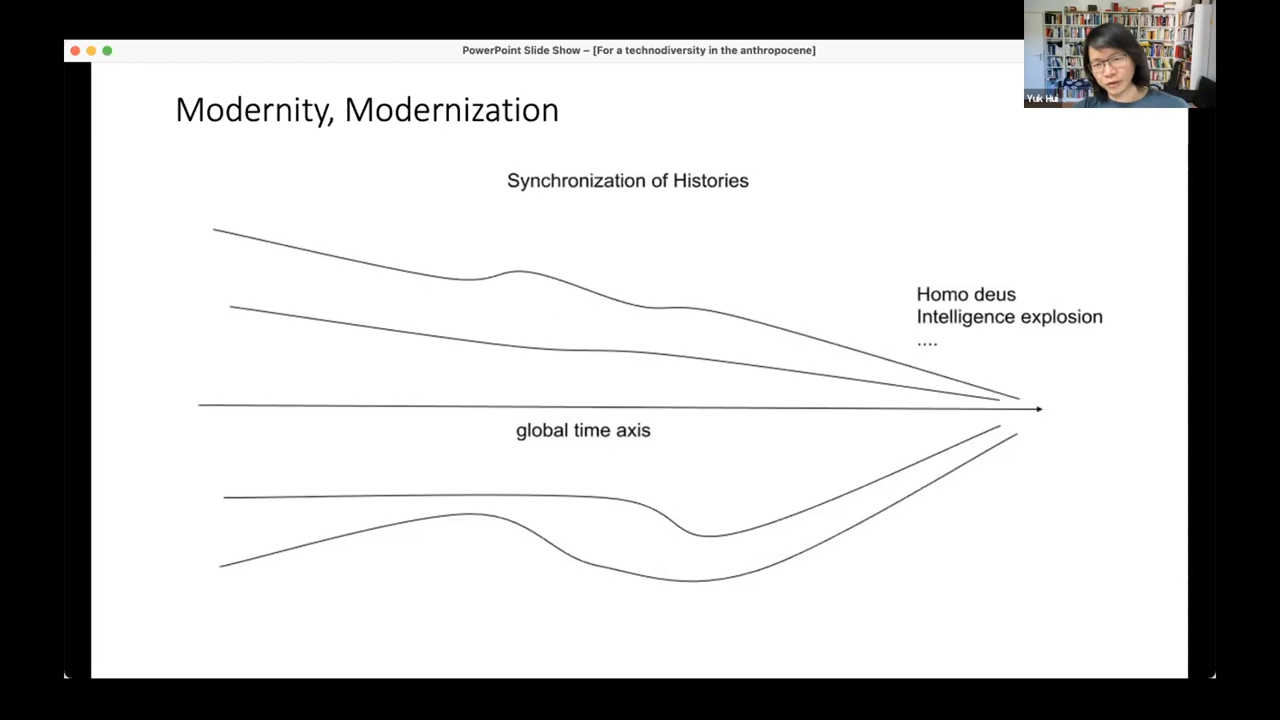 PowerPoint Slide Show – [For a technodiversity in the anthropocene]
Yuk Hui
Modernity, Modernization
Synchronization of Histories
Homo deus
Intelligence explosion
....
global time axis